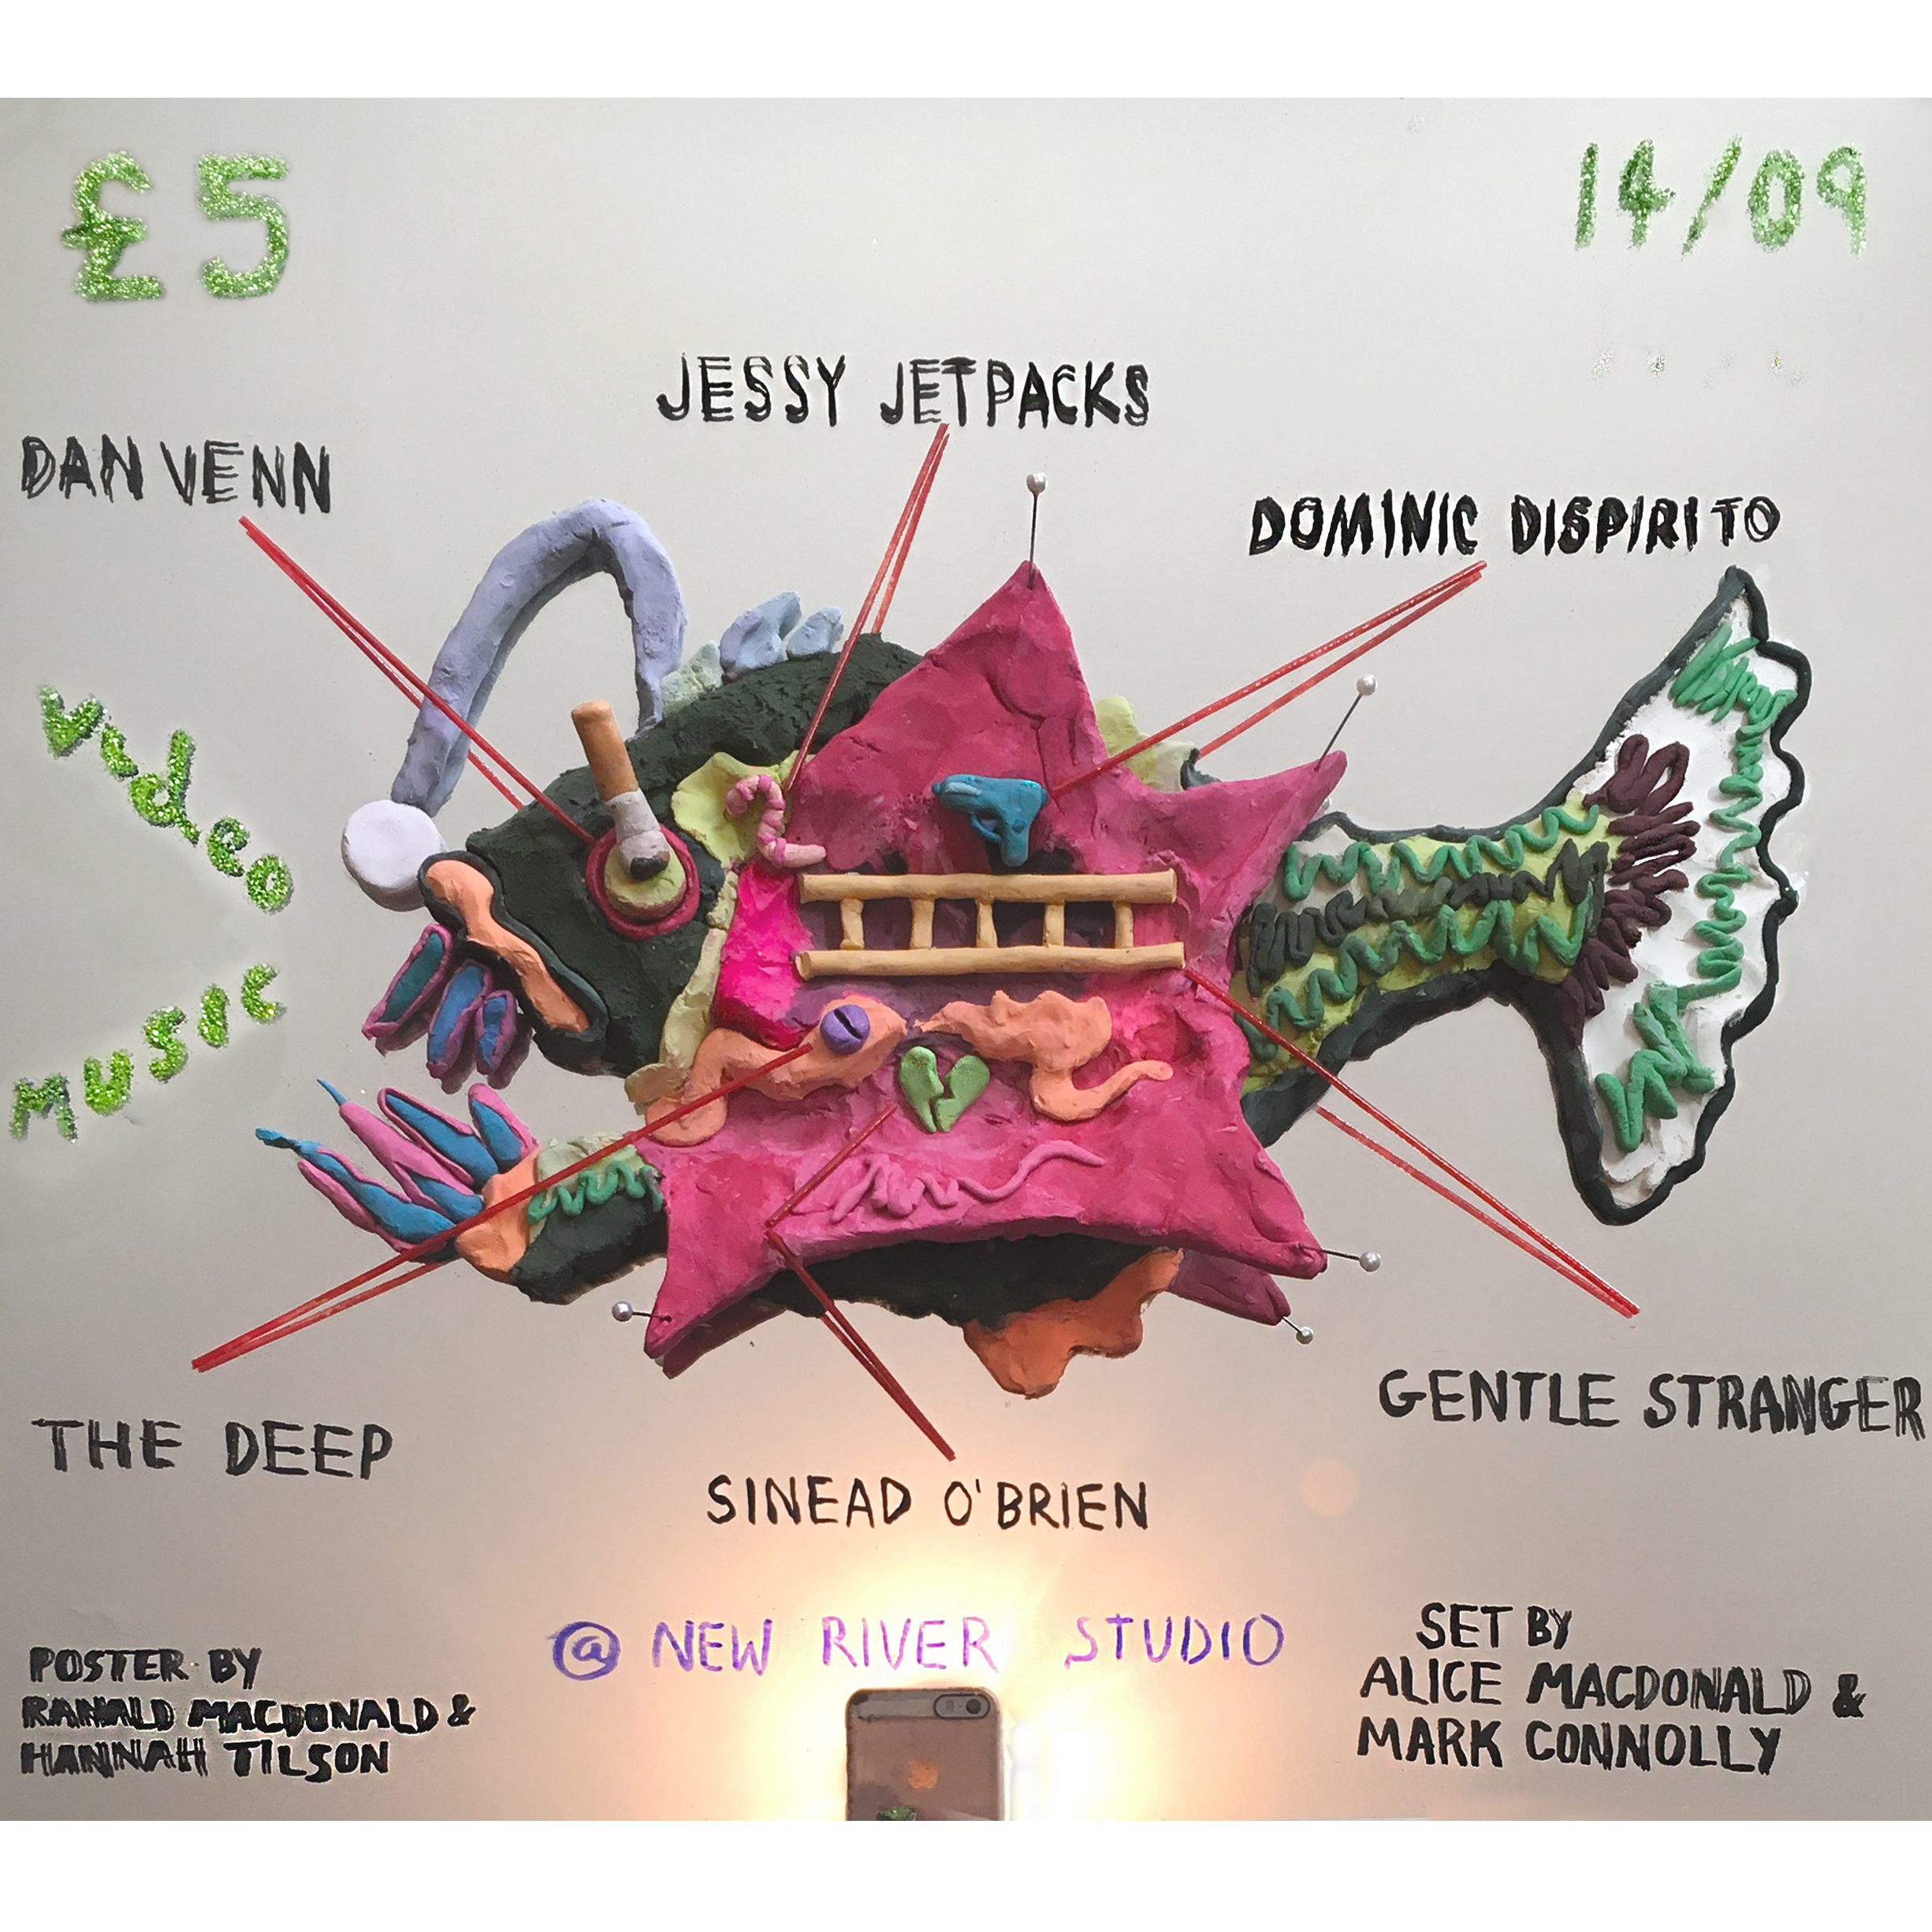 £5
14/09
JESSY JETPACKS
DAN VENN
DOMINIC DISPIRITO
video
MUSIC
THE DEEP
GENTLE STRANGER
SINEAD O'BRIEN
@ NEW RIVER STUDIO
POSTER BY
RANALD MACDONALD &
HANNAH TILSON
SET BY
ALICE MACDONALD &
MARK CONNOLLY